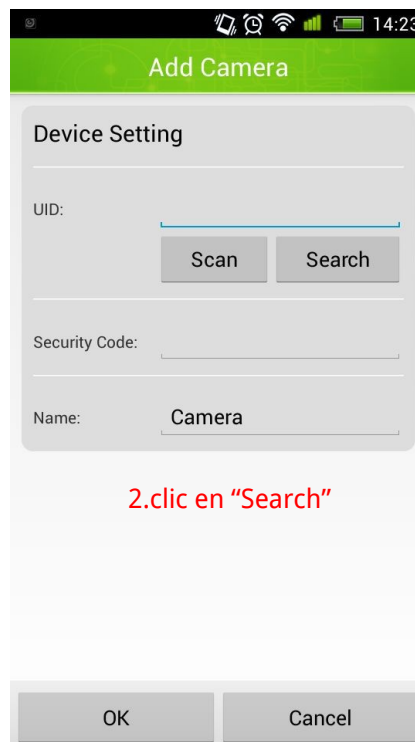 14:23
Add Camera
Device Setting
UID:
Scan Search
Security Code:
Name: Camera
2.clic en “Search”
OK Cancel